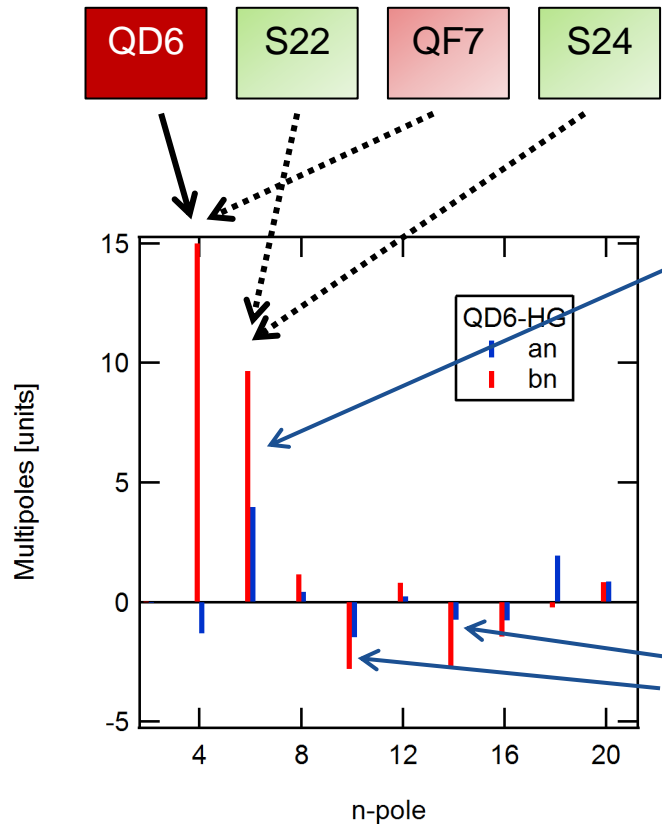 QD6 S22 QF7 S24
15
10
5
0
-5
Multipoles [units]
QD6-HG
an
bn
4 8 12 16 20
n-pole